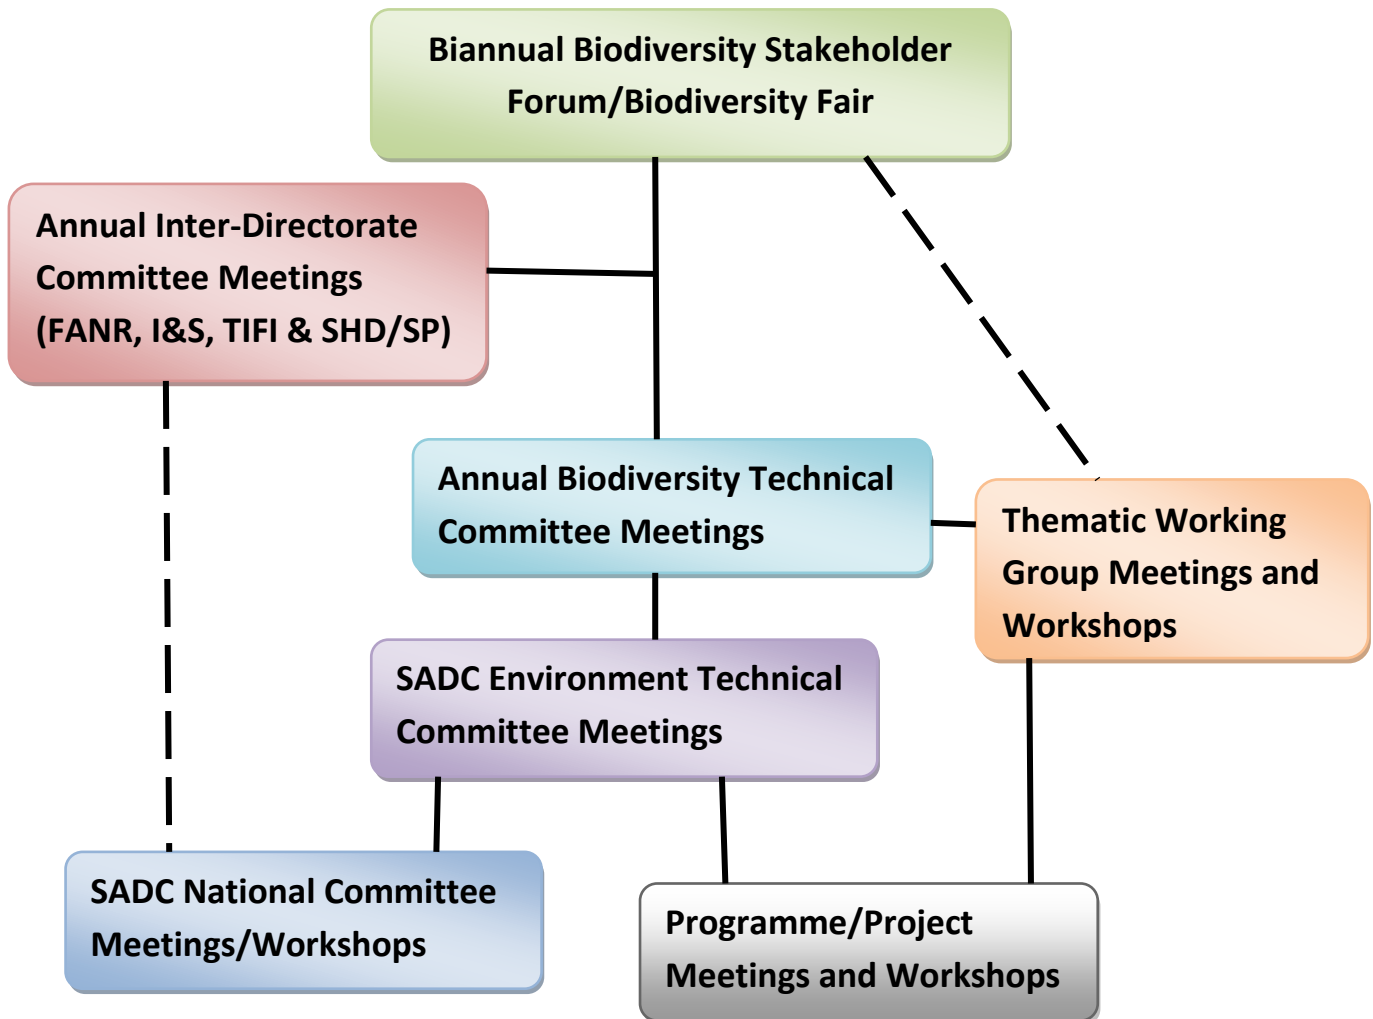 Biannual Biodiversity Stakeholder
Forum/Biodiversity Fair
Annual Inter-Directorate
Committee Meetings
(FANR, I&S, TIFI & SHD/SP)
Annual Biodiversity Technical
Committee Meetings
Thematic Working
Group Meetings and
Workshops
SADC Environment Technical
Committee Meetings
SADC National Committee
Meetings/Workshops
Programme/Project
Meetings and Workshops